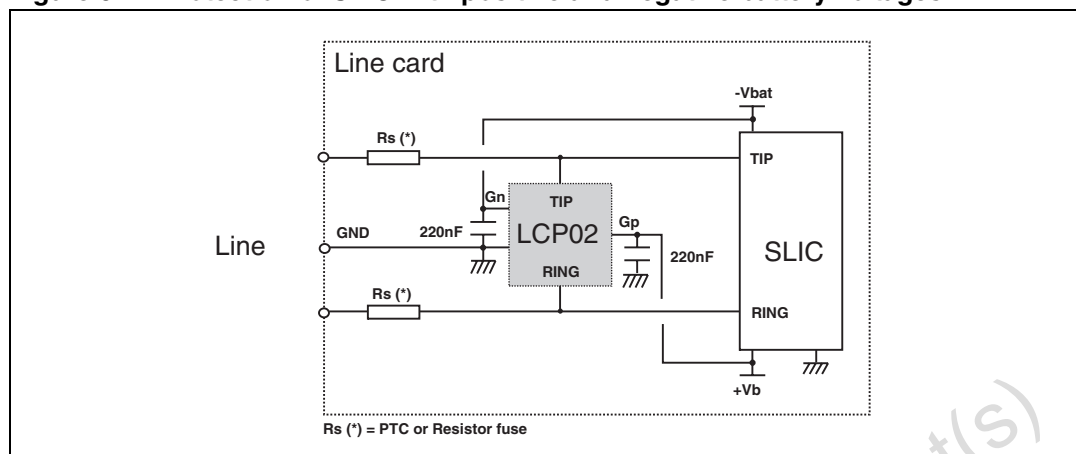 Line card
-Vbat
Rs (*)
TIP
Gn
TIP
Gp
220nF
LCP02
GND
Line
220nF
SLIC
RING
Rs (*)
RING
+Vb
Rs (*) = PTC or Resistor fuse
t(s)